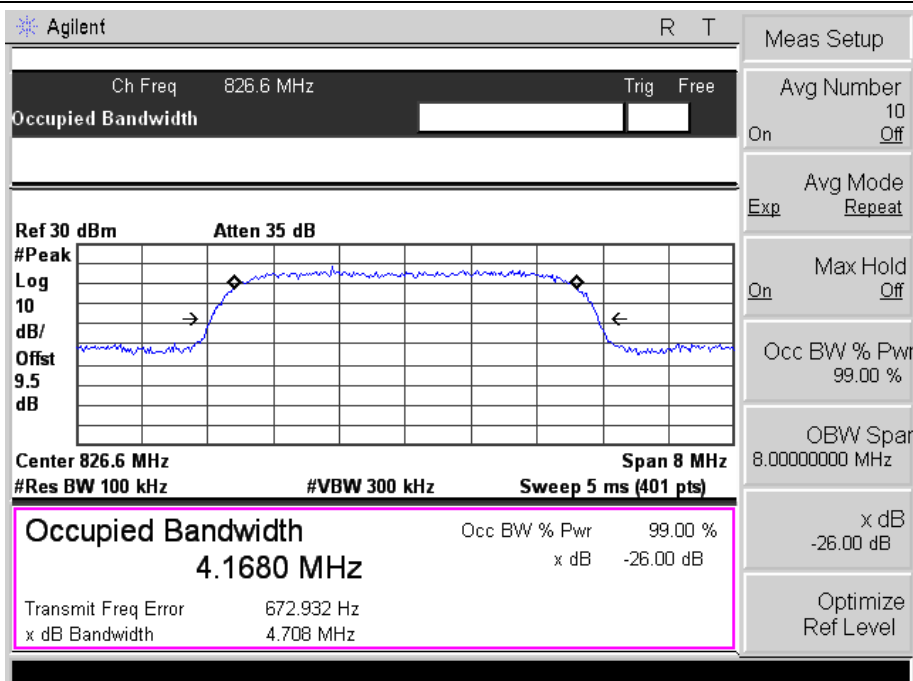 Agilent R T
Ch Freq 826.6 MHz Trig Free
Occupied Bandwidth
Ref 30 dBm Atten 35 dB
#Peak
Log
10
dB/
Offst
9.5
dB
Center 826.6 MHz Span 8 MHz
#Res BW 100 kHz #VBW 300 kHz Sweep 5 ms (401 pts)
Occupied Bandwidth
4.1680 MHz
Occ BW % Pwr 99.00 %
x dB -26.00 dB
Transmit Freq Error 672.932 Hz
x dB Bandwidth 4.708 MHz
Meas Setup
Avg Number
10
On Off
Avg Mode
Exp Repeat
Max Hold
On Off
Occ BW % Pwr
99.00 %
OBW Span
8.00000000 MHz
x dB
-26.00 dB
Optimize
Ref Level